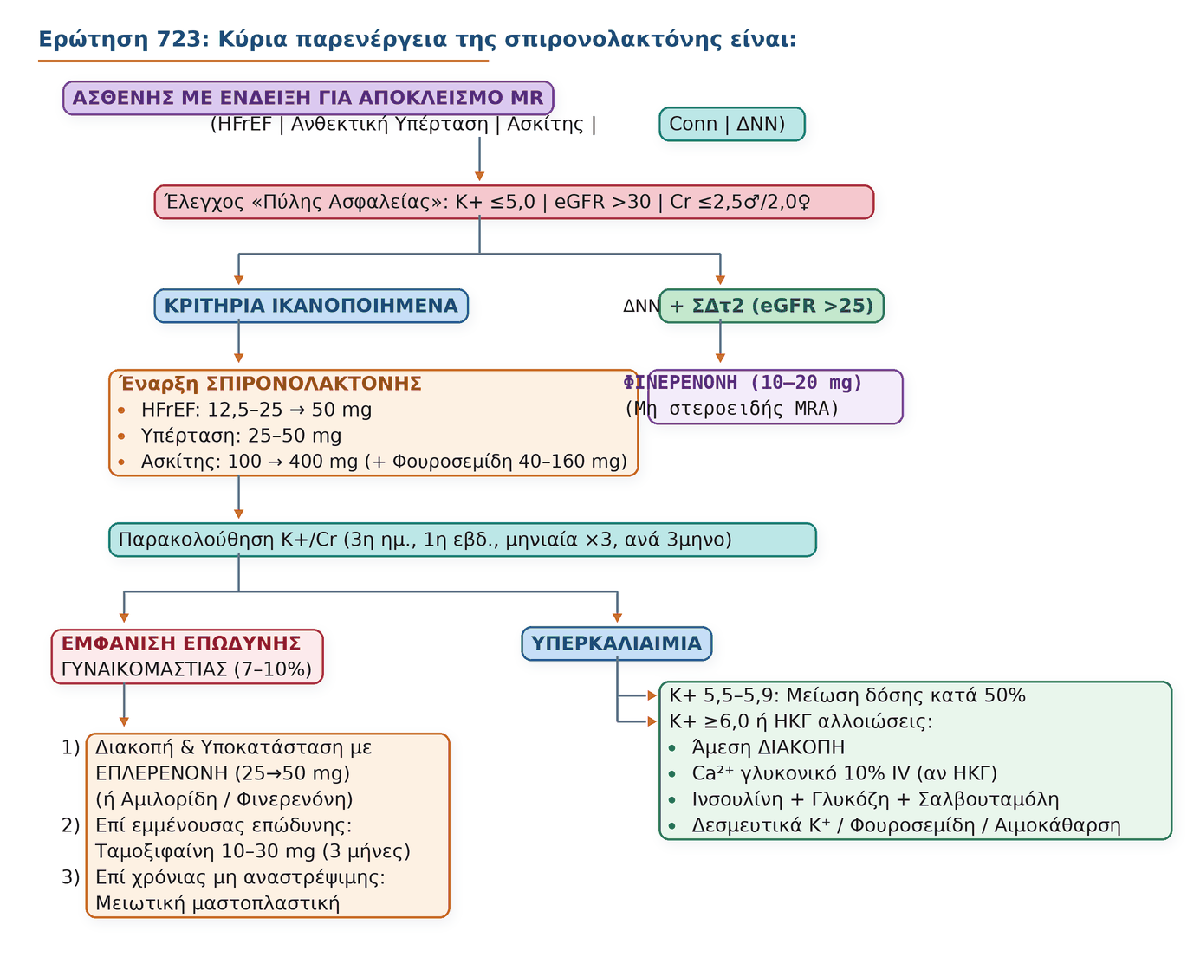 Ερώτηση 723: Κύρια παρενέργεια της σπιρονολακτόνης είναι:
ΑΣΘΕΝΗΣ ΜΕ ΕΝΔΕΙΞΗ ΓΙΑ ΑΠΟΚΛΕΙΣΜΟ MR
(HFrEF | Ανθεκτική Υπέρταση | Ασκίτης | Conn | ΔΝΝ)
Έλεγχος «Πύλης Ασφαλείας»: K+ ≤5,0 | eGFR >30 | Cr ≤2,5♂/2,0♀
ΚΡΙΤΗΡΙΑ ΙΚΑΝΟΠΟΙΗΜΕΝΑ
ΔΝΝ + ΣΔτ2 (eGFR >25)
Έναρξη ΣΠΙΡΟΝΟΛΑΚΤΟΝΗΣ
• HFrEF: 12,5–25 → 50 mg
• Υπέρταση: 25–50 mg
• Ασκίτης: 100 → 400 mg (+ Φουροσεμίδη 40–160 mg)
ΦΙΝΕΡΕΝΟΝΗ (10–20 mg)
(Μη στεροειδής MRA)
Παρακολούθηση K+/Cr (3η ημ., 1η εβδ., μηνιαία ×3, ανά 3μηνο)
ΕΜΦΑΝΙΣΗ ΕΠΩΔΥΝΗΣ
ΓΥΝΑΙΚΟΜΑΣΤΙΑΣ (7–10%)
ΥΠΕΡΚΑΛΙΑΙΜΙΑ
K+ 5,5–5,9: Μείωση δόσης κατά 50%
K+ ≥6,0 ή ΗΚΓ αλλοιώσεις:
• Άμεση ΔΙΑΚΟΠΗ
• Ca²⁺ γλυκονικό 10% IV (αν ΗΚΓ)
• Ινσουλίνη + Γλυκόζη + Σαλβουταμόλη
• Δεσμευτικά K⁺ / Φουροσεμίδη / Αιμοκάθαρση
1) Διακοπή & Υποκατάσταση με
ΕΠΛΕΡΕΝΟΝΗ (25→50 mg)
(ή Αμιλορίδη / Φινερενόνη)
2) Επί εμμένουσας επώδυνης:
Ταμοξιφαίνη 10–30 mg (3 μήνες)
3) Επί χρόνιας μη αναστρέψιμης:
Μειωτική μαστοπλαστική